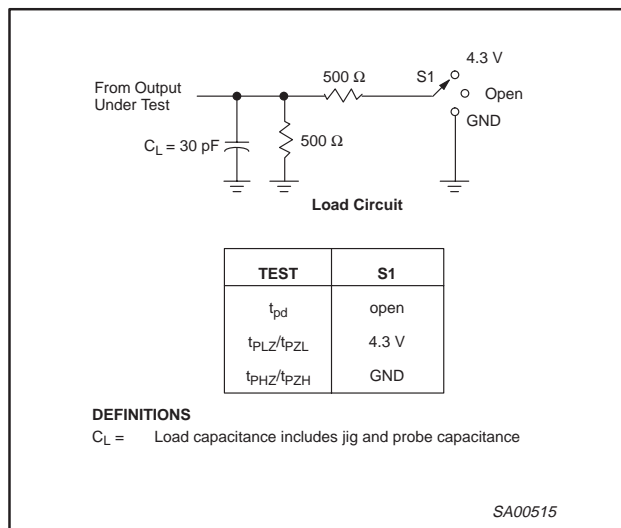 4.3 V
500 Ω
S1
From Output
Under Test
Open
GND
C_L = 30 pF
500 Ω
Load Circuit
TEST S1
t_pd open
t_PLZ/t_PZL 4.3 V
t_PHZ/t_PZH GND
DEFINITIONS
C_L = Load capacitance includes jig and probe capacitance
SA00515